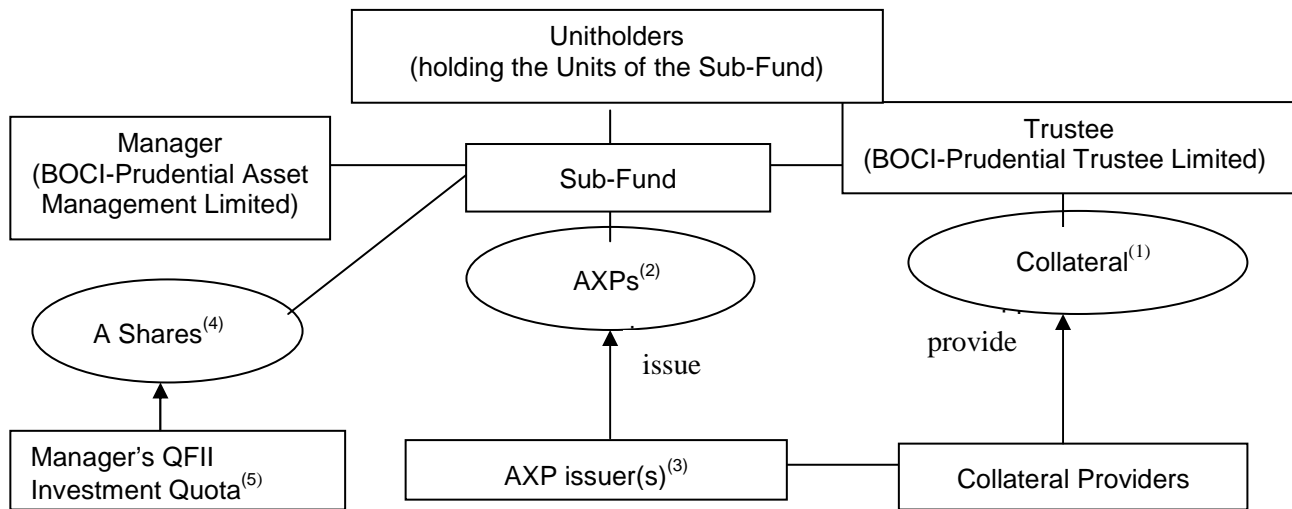 Unitholders
(holding the Units of the Sub-Fund)
Manager
(BOCI-Prudential Asset
Management Limited)
Sub-Fund
Trustee
(BOCI-Prudential Trustee Limited)
A Shares(4)
AXPs(2)
Collateral(1)
issue
provide
Manager's QFII
Investment Quota(5)
AXP issuer(s)(3)
Collateral Providers